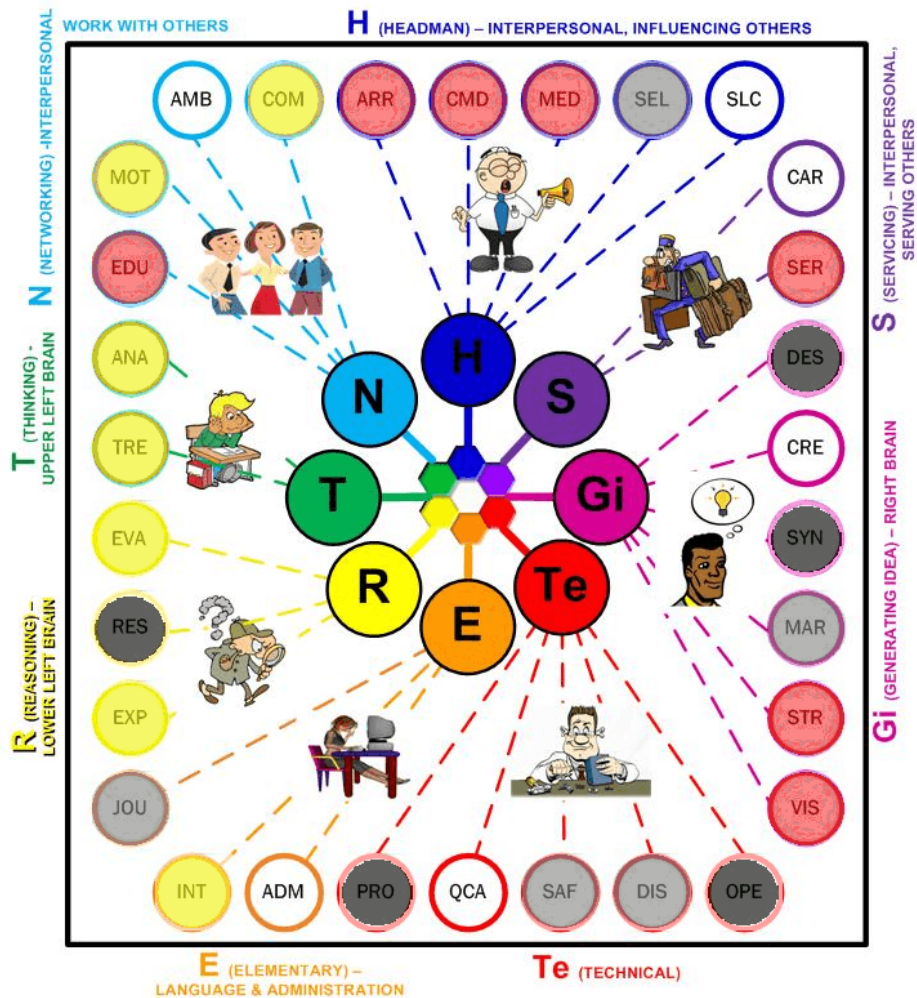 WORK WITH OTHERS
H (HEADMAN) – INTERPERSONAL, INFLUENCING OTHERS
N (NETWORKING) -INTERPERSONAL
AMB
COM
ARR
CMD
MED
SEL
SLC
MOT
CAR
S (SERVICING) – INTERPERSONAL,
SERVING OTHERS
EDU
SER
T (THINKING) -
UPPER LEFT BRAIN
ANA
H
DES
N
S
TRE
CRE
T
Gi
EVA
SYN
Gi (GENERATING IDEA) – RIGHT BRAIN
R
Te
E
R (REASONING) –
LOWER LEFT BRAIN
RES
MAR
EXP
STR
JOU
VIS
INT
ADM
PRO
QCA
SAF
DIS
OPE
E (ELEMENTARY) –
LANGUAGE & ADMINISTRATION
Te (TECHNICAL)